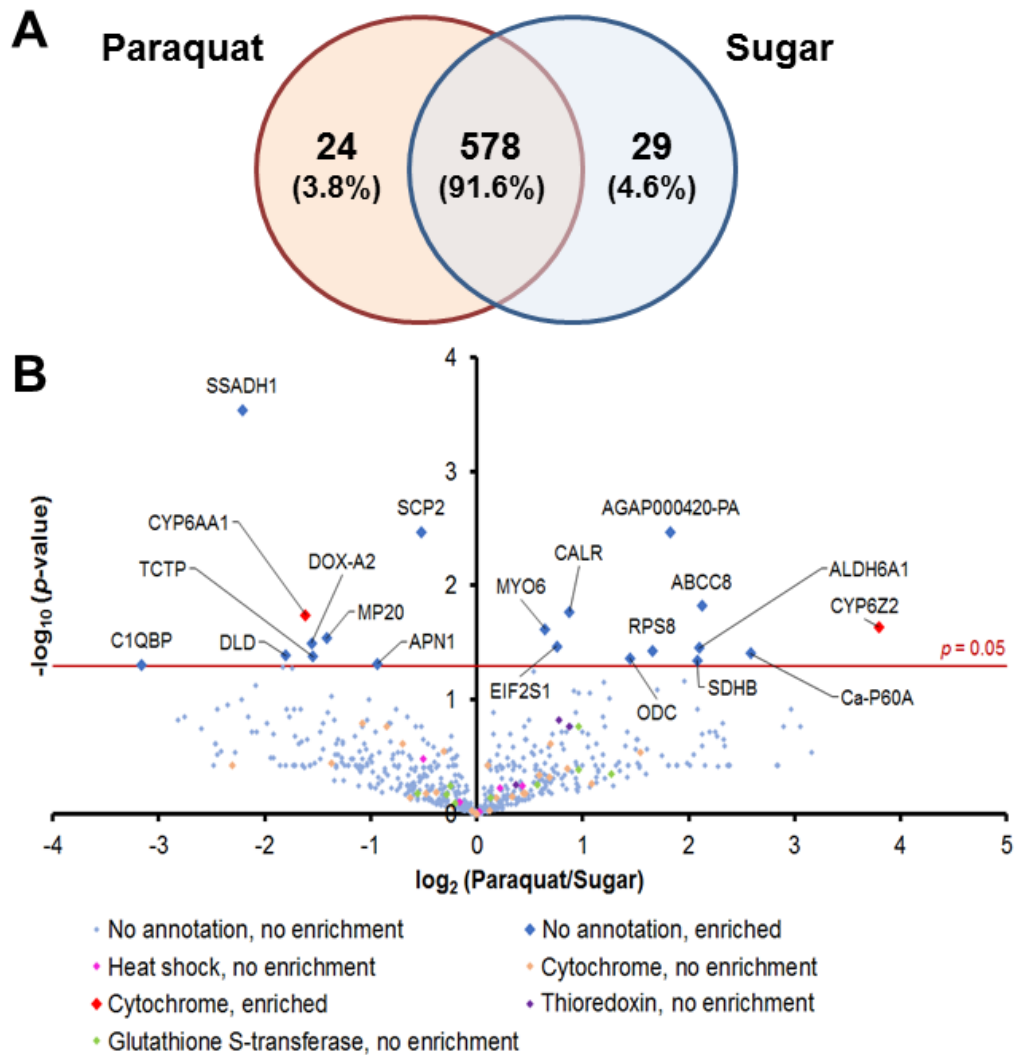 A
Paraquat
Sugar
24
(3.8%)
578
(91.6%)
29
(4.6%)
B
SSADH1
CYP6AA1
SCP2
AGAP000420-PA
TCTP
DOX-A2
CALR
ALDH6A1
MYO6
ABCC8
CYP6Z2
C1QBP
DLD
MP20
APN1
RPS8
p = 0.05
EIF2S1
ODC
SDHB
Ca-P60A
4
3
2
1
0
-log10 (p-value)
-4 -3 -2 -1 0 1 2 3 4 5
log2 (Paraquat/Sugar)
No annotation, no enrichment
No annotation, enriched
Heat shock, no enrichment
Cytochrome, no enrichment
Cytochrome, enriched
Thioredoxin, no enrichment
Glutathione S-transferase, no enrichment